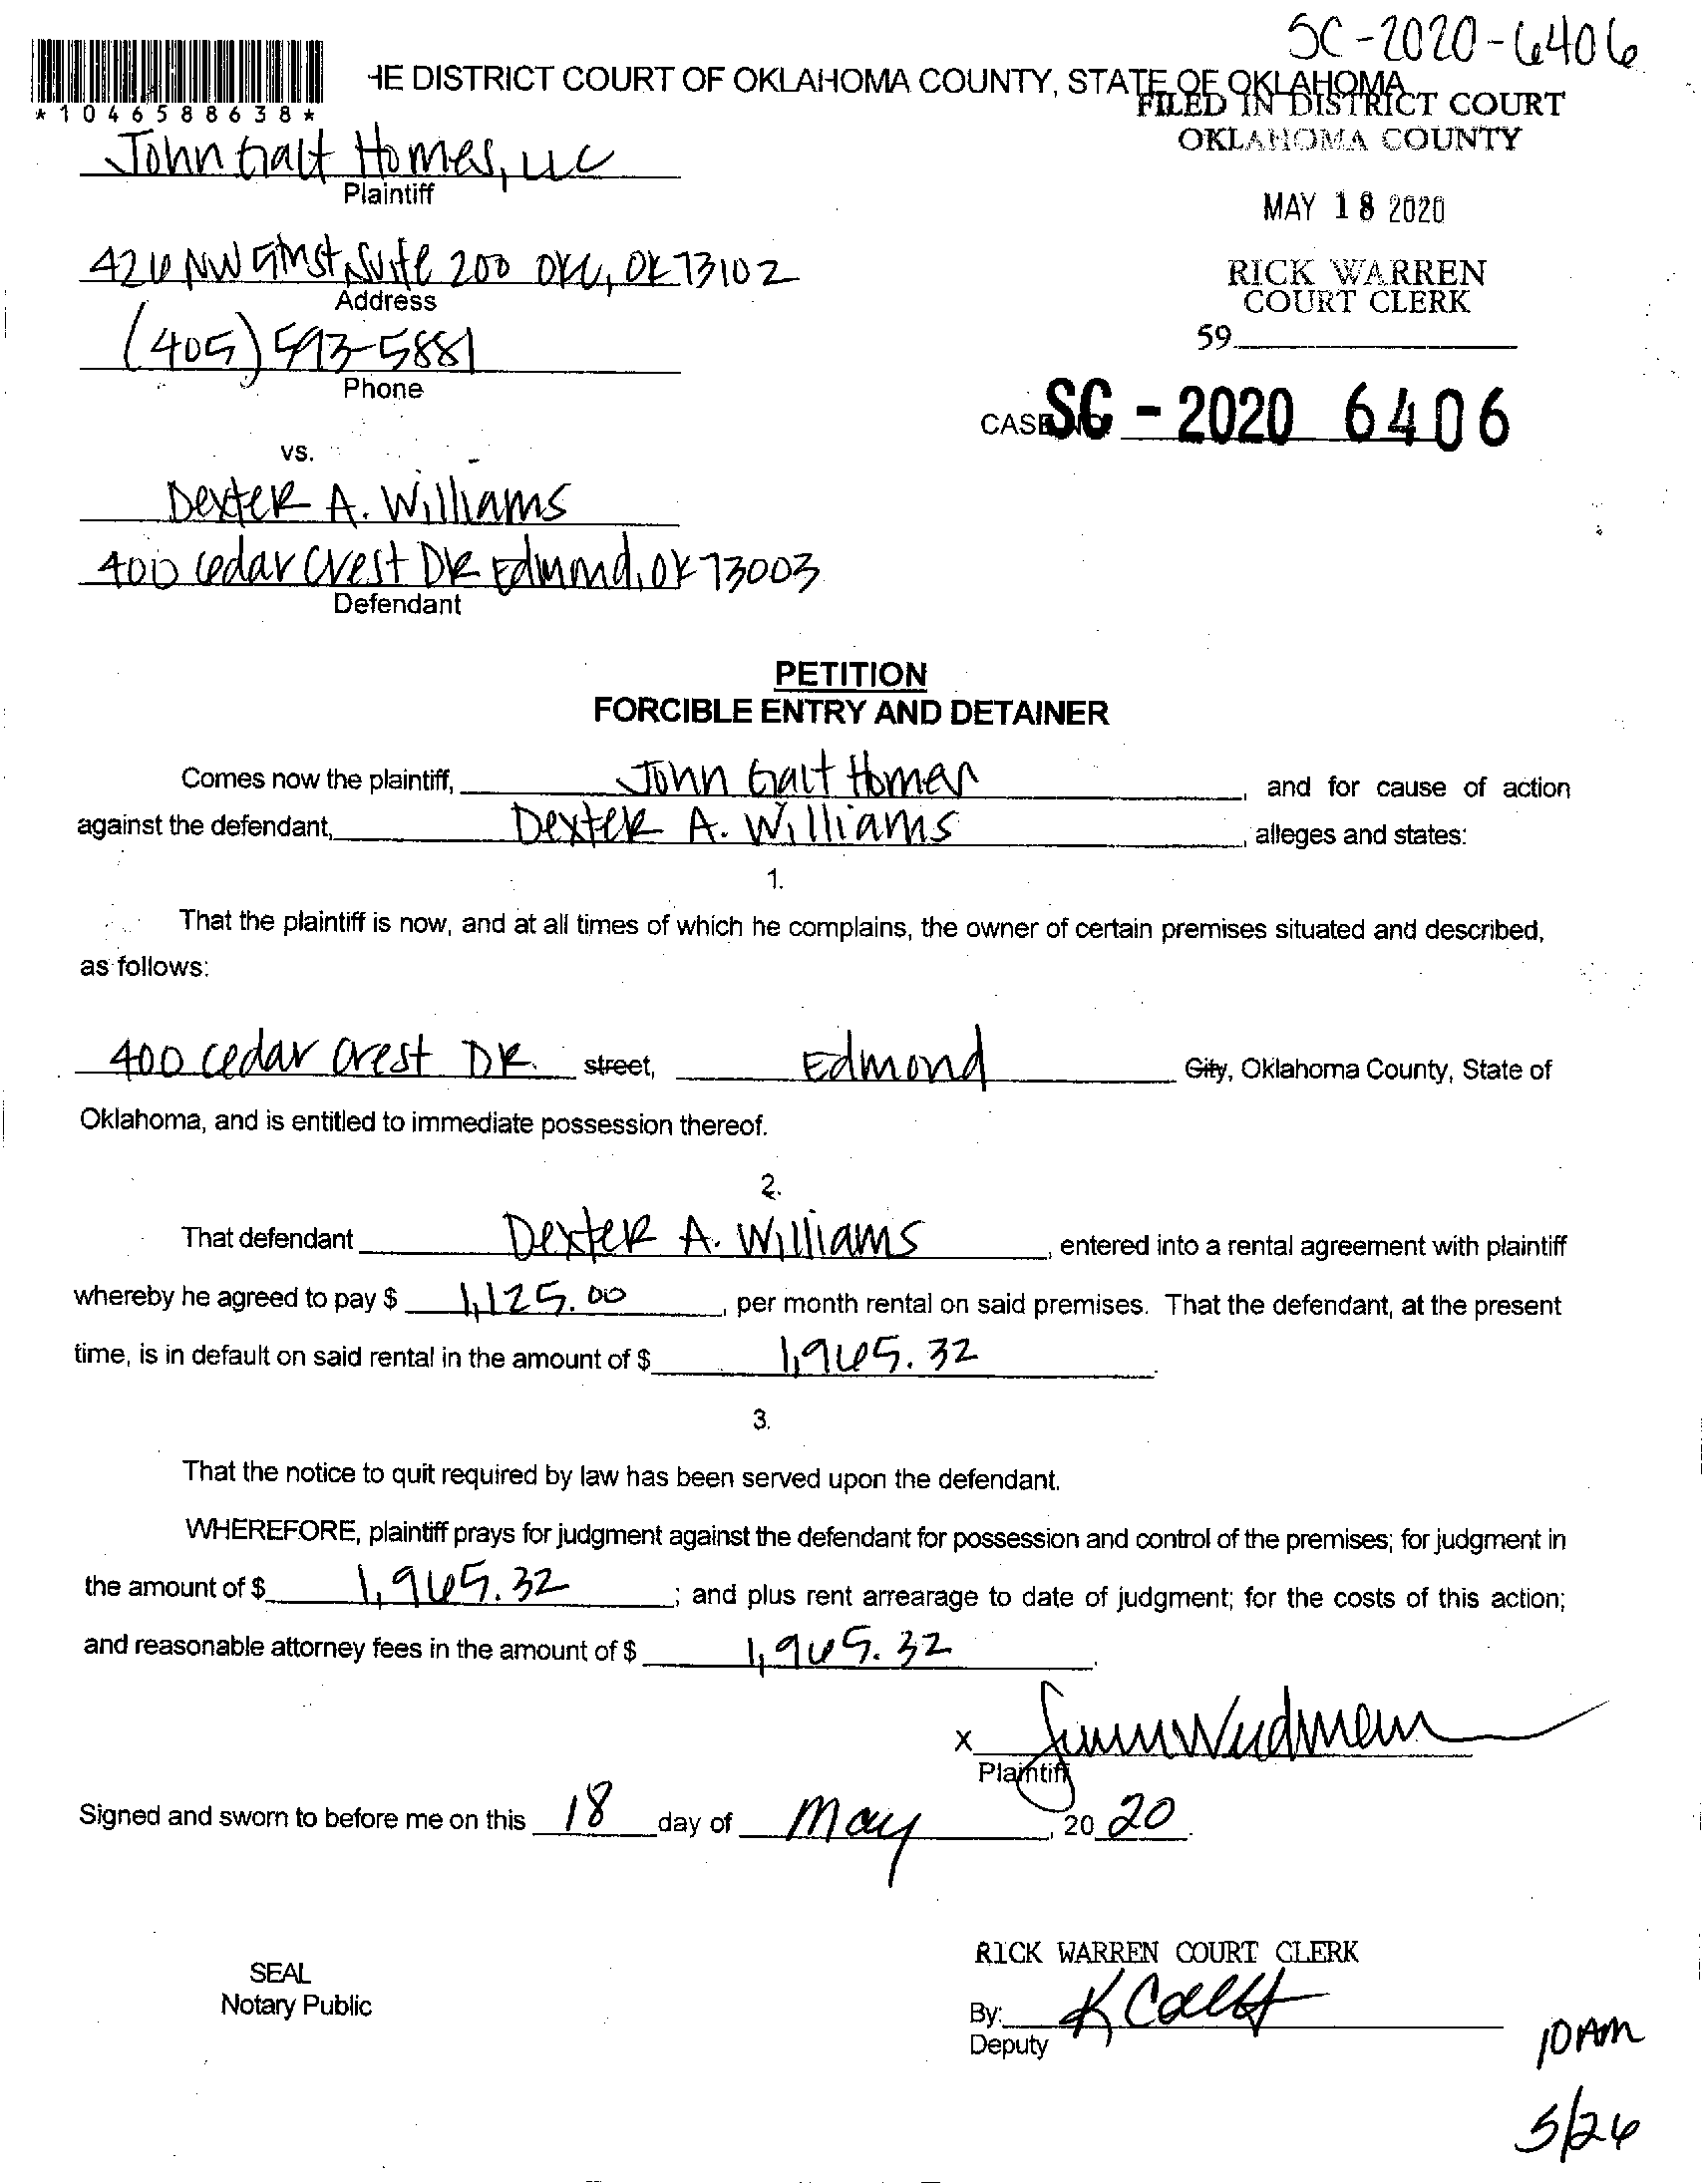 SC-2020-6406
HE DISTRICT COURT OF OKLAHOMA COUNTY, STATE OF OKLAHOMA
FILED IN DISTRICT COURT
OKLAHOMA COUNTY
*1046588638*
John Galt Homes, LLC
Plaintiff
MAY 18 2020
426 NW 5th St Suite 200 OKC, OK 73102
Address
RICK WARREN
COURT CLERK
59
(405) 593-5881
Phone
CASE NO. SC - 2020 6406
vs.
Dexter A. Williams
400 Cedar Crest DR Edmond, OK 73003
Defendant
PETITION
FORCIBLE ENTRY AND DETAINER
Comes now the plaintiff, John Galt Homes, and for cause of action
against the defendant, Dexter A. Williams, alleges and states:
1.
That the plaintiff is now, and at all times of which he complains, the owner of certain premises situated and described,
as follows:
400 Cedar Crest DR. street, Edmond City, Oklahoma County, State of
Oklahoma, and is entitled to immediate possession thereof.
2.
That defendant Dexter A. Williams, entered into a rental agreement with plaintiff
whereby he agreed to pay $ 1,125.00, per month rental on said premises. That the defendant, at the present
time, is in default on said rental in the amount of $ 1,965.32.
3.
That the notice to quit required by law has been served upon the defendant.
WHEREFORE, plaintiff prays for judgment against the defendant for possession and control of the premises; for judgment in
the amount of $ 1,965.32; and plus rent arrearage to date of judgment; for the costs of this action;
and reasonable attorney fees in the amount of $ 1,965.32.
X
Plaintiff
Signed and sworn to before me on this 18 day of May, 2020.
RICK WARREN COURT CLERK
SEAL
Notary Public
By:
Deputy
10AM
5/26